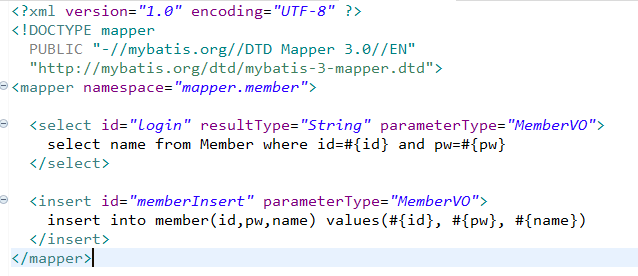 <?xml version="1.0" encoding="UTF-8" ?>
<!DOCTYPE mapper
  PUBLIC "-//mybatis.org//DTD Mapper 3.0//EN"
  "http://mybatis.org/dtd/mybatis-3-mapper.dtd">
<mapper namespace="mapper.member">
  <select id="login" resultType="String" parameterType="MemberVO">
    select name from Member where id=#{id} and pw=#{pw}
  </select>
  <insert id="memberInsert" parameterType="MemberVO">
    insert into member(id,pw,name) values(#{id}, #{pw}, #{name})
  </insert>
</mapper>